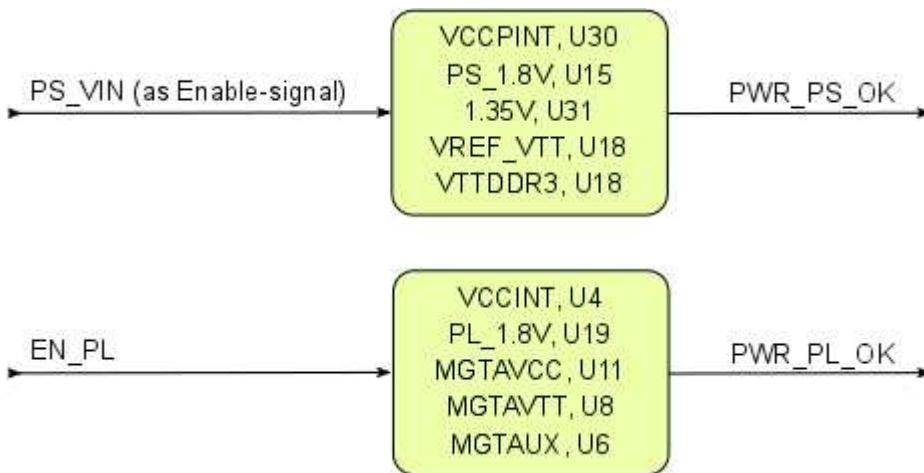 PS_VIN (as Enable-signal)
VCCPINT, U30
PS_1.8V, U15
1.35V, U31
VREF_VTT, U18
VTTDDR3, U18
PWR_PS_OK
EN_PL
VCCINT, U4
PL_1.8V, U19
MGTAVCC, U11
MGTAVTT, U8
MGTAUX, U6
PWR_PL_OK